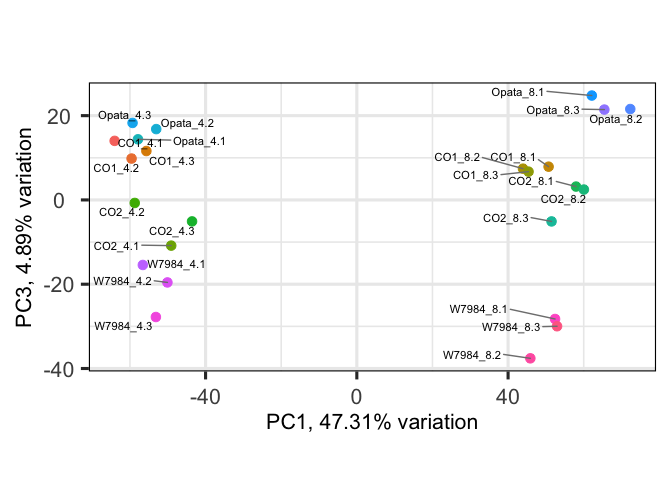 Opata_8.1
Opata_4.3
Opata_4.2
Opata_8.3
Opata_8.2
CO1_4.1
Opata_4.1
CO1_4.2
CO1_4.3
CO1_8.2
CO1_8.1
CO1_8.3
CO2_8.1
CO2_8.2
CO2_4.2
CO2_4.3
CO2_8.3
CO2_4.1
W7984_4.1
W7984_4.2
W7984_4.3
W7984_8.1
W7984_8.3
W7984_8.2
20
0
-20
-40
-40
0
40
PC1, 47.31% variation
PC3, 4.89% variation